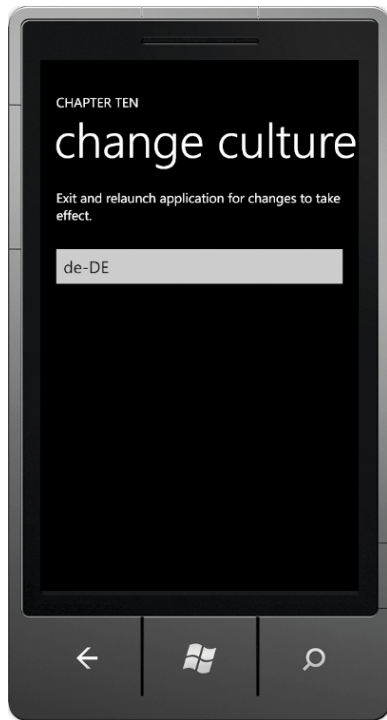 CHAPTER TEN
change culture
Exit and relaunch application for changes to take
effect.
de-DE